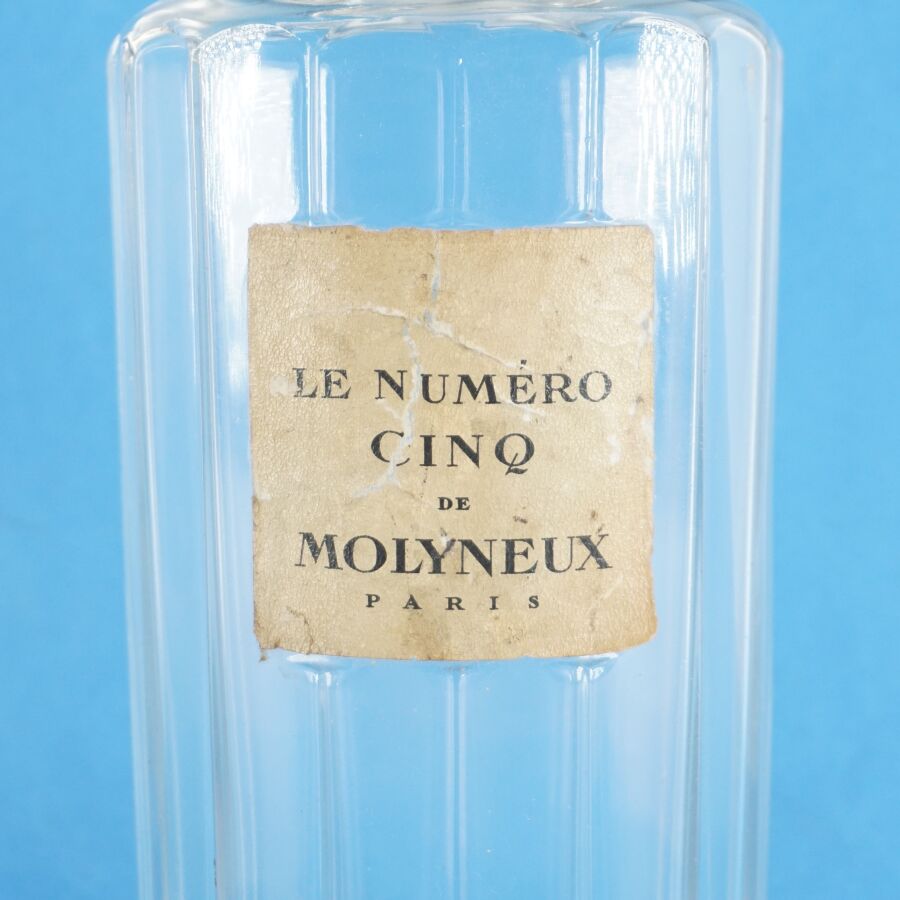 LE NUMÉRO
CINQ
DE
MOLYNEUX
PARIS